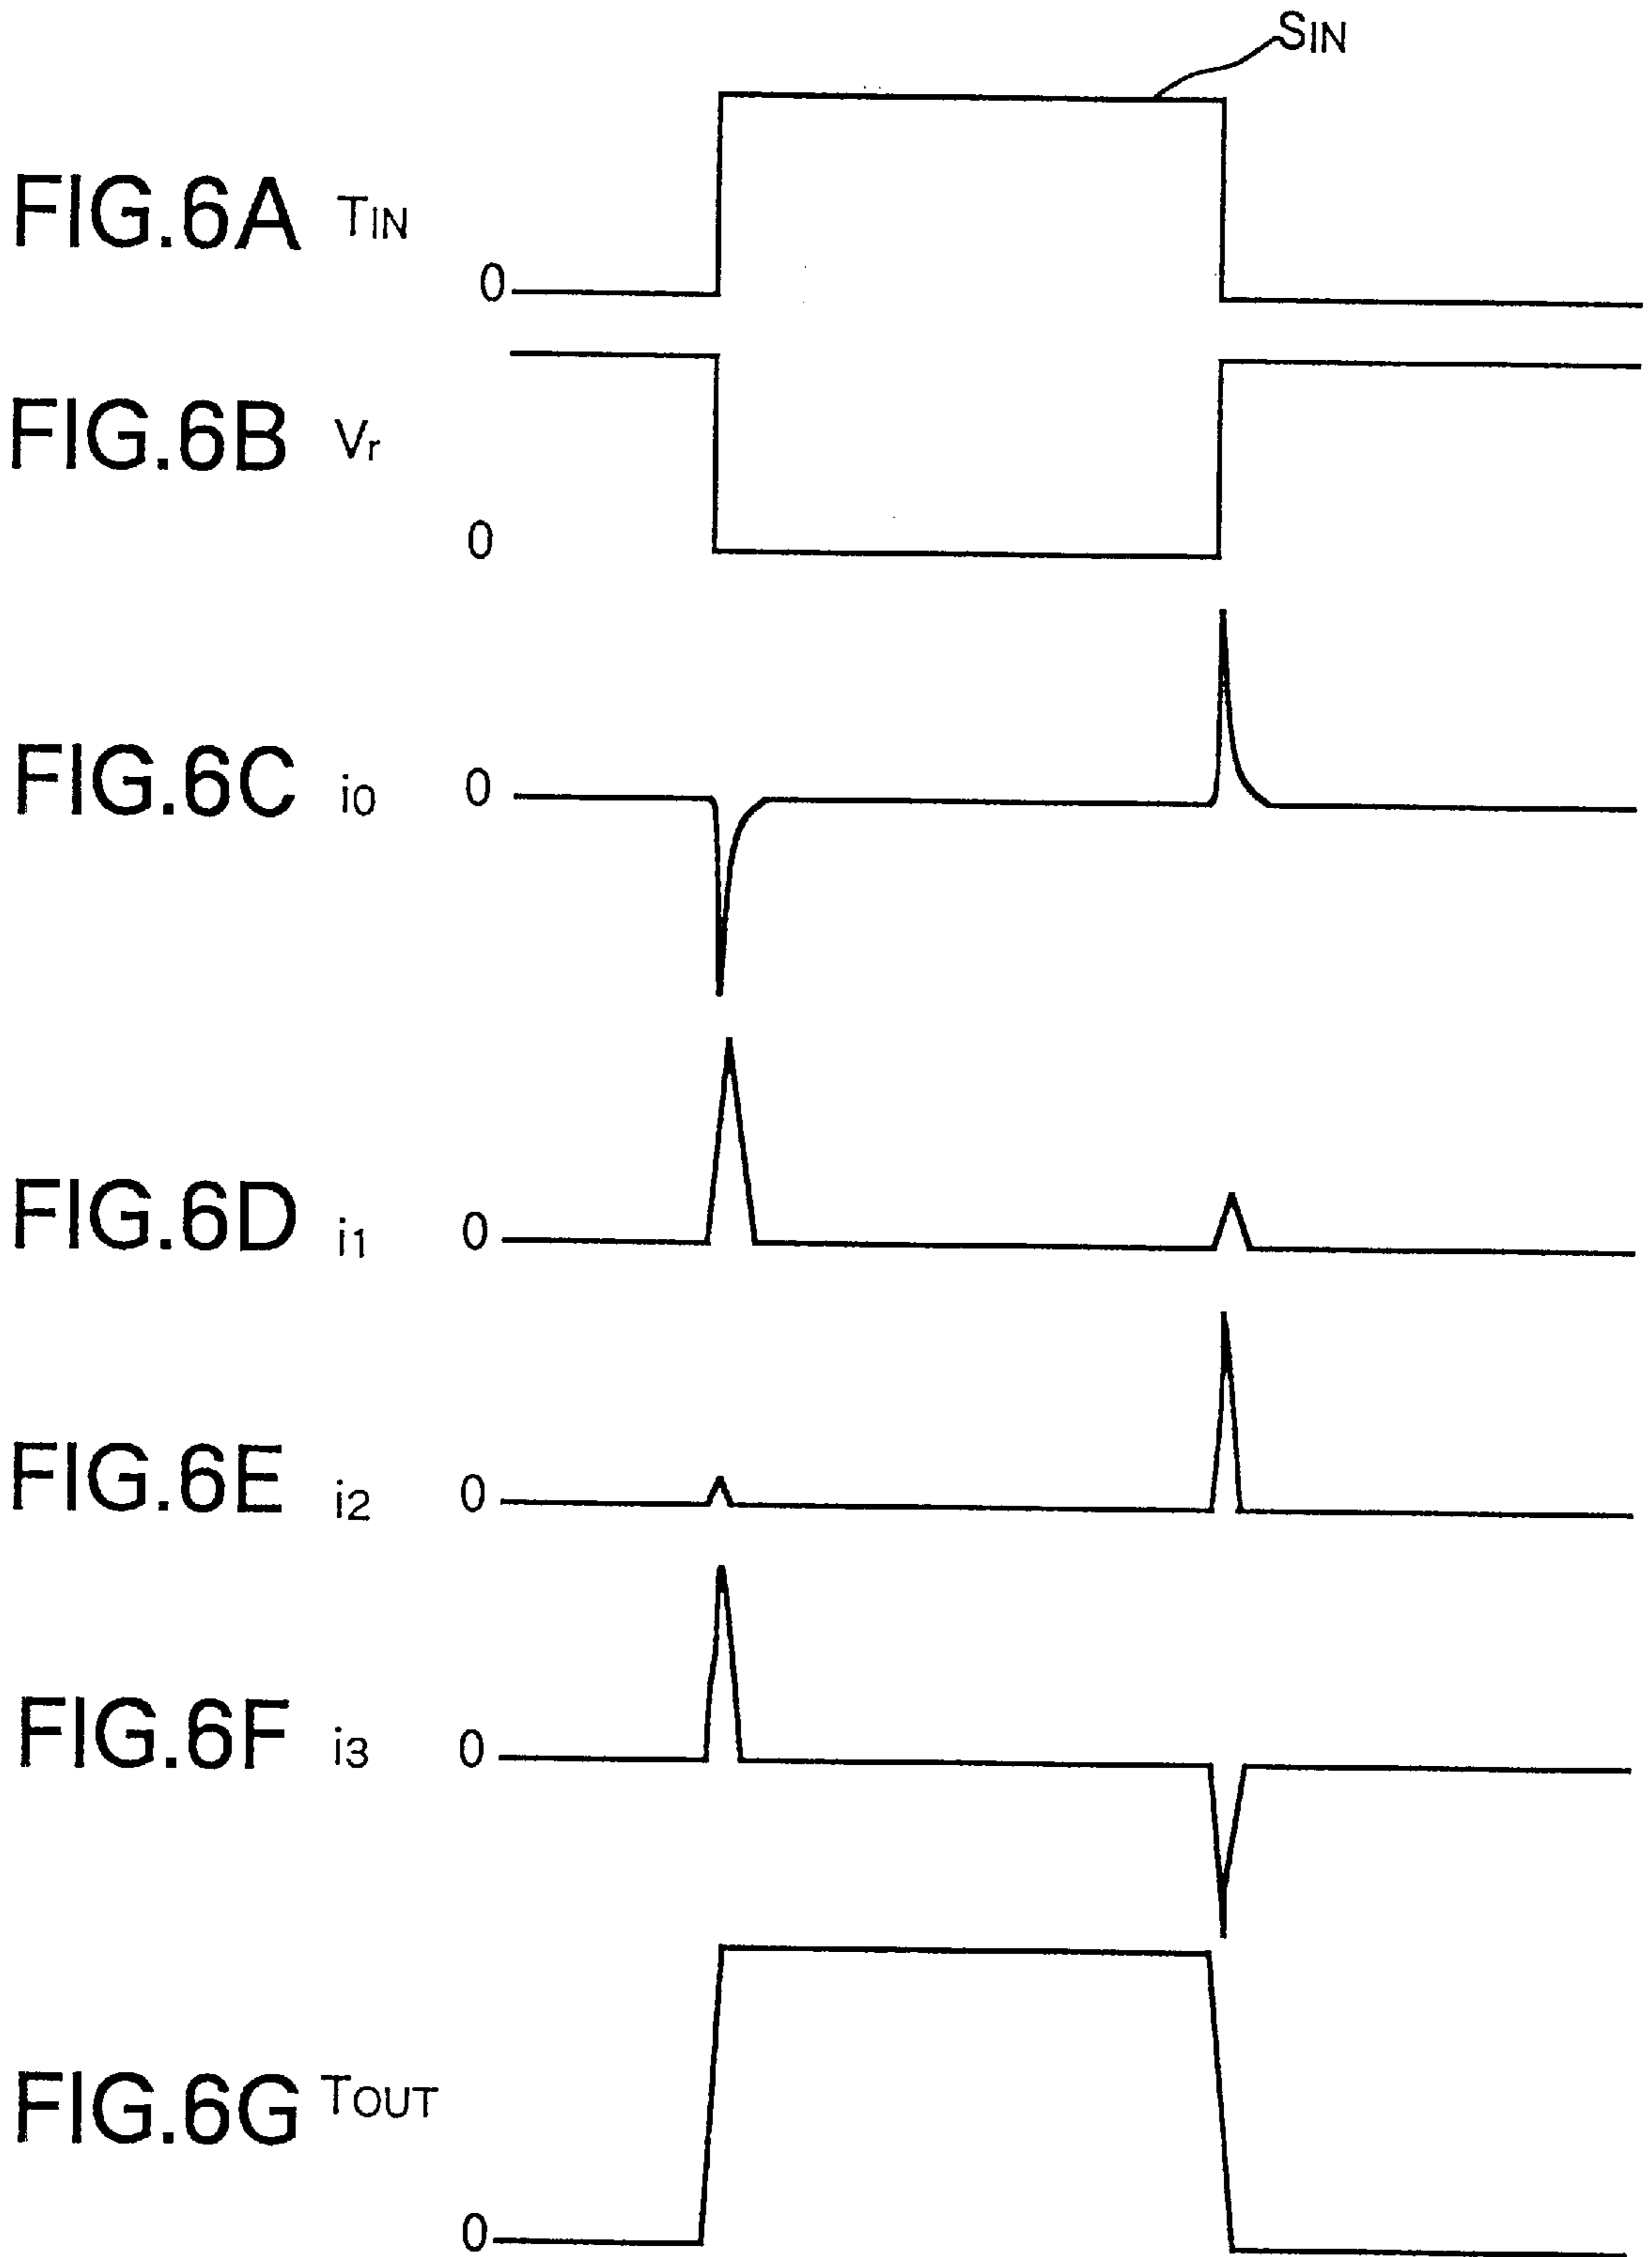 SIN
FIG.6A TIN
0
FIG.6B Vr
0
FIG.6C i0 0
FIG.6D i1 0
FIG.6E i2 0
FIG.6F i3 0
FIG.6G TOUT
0